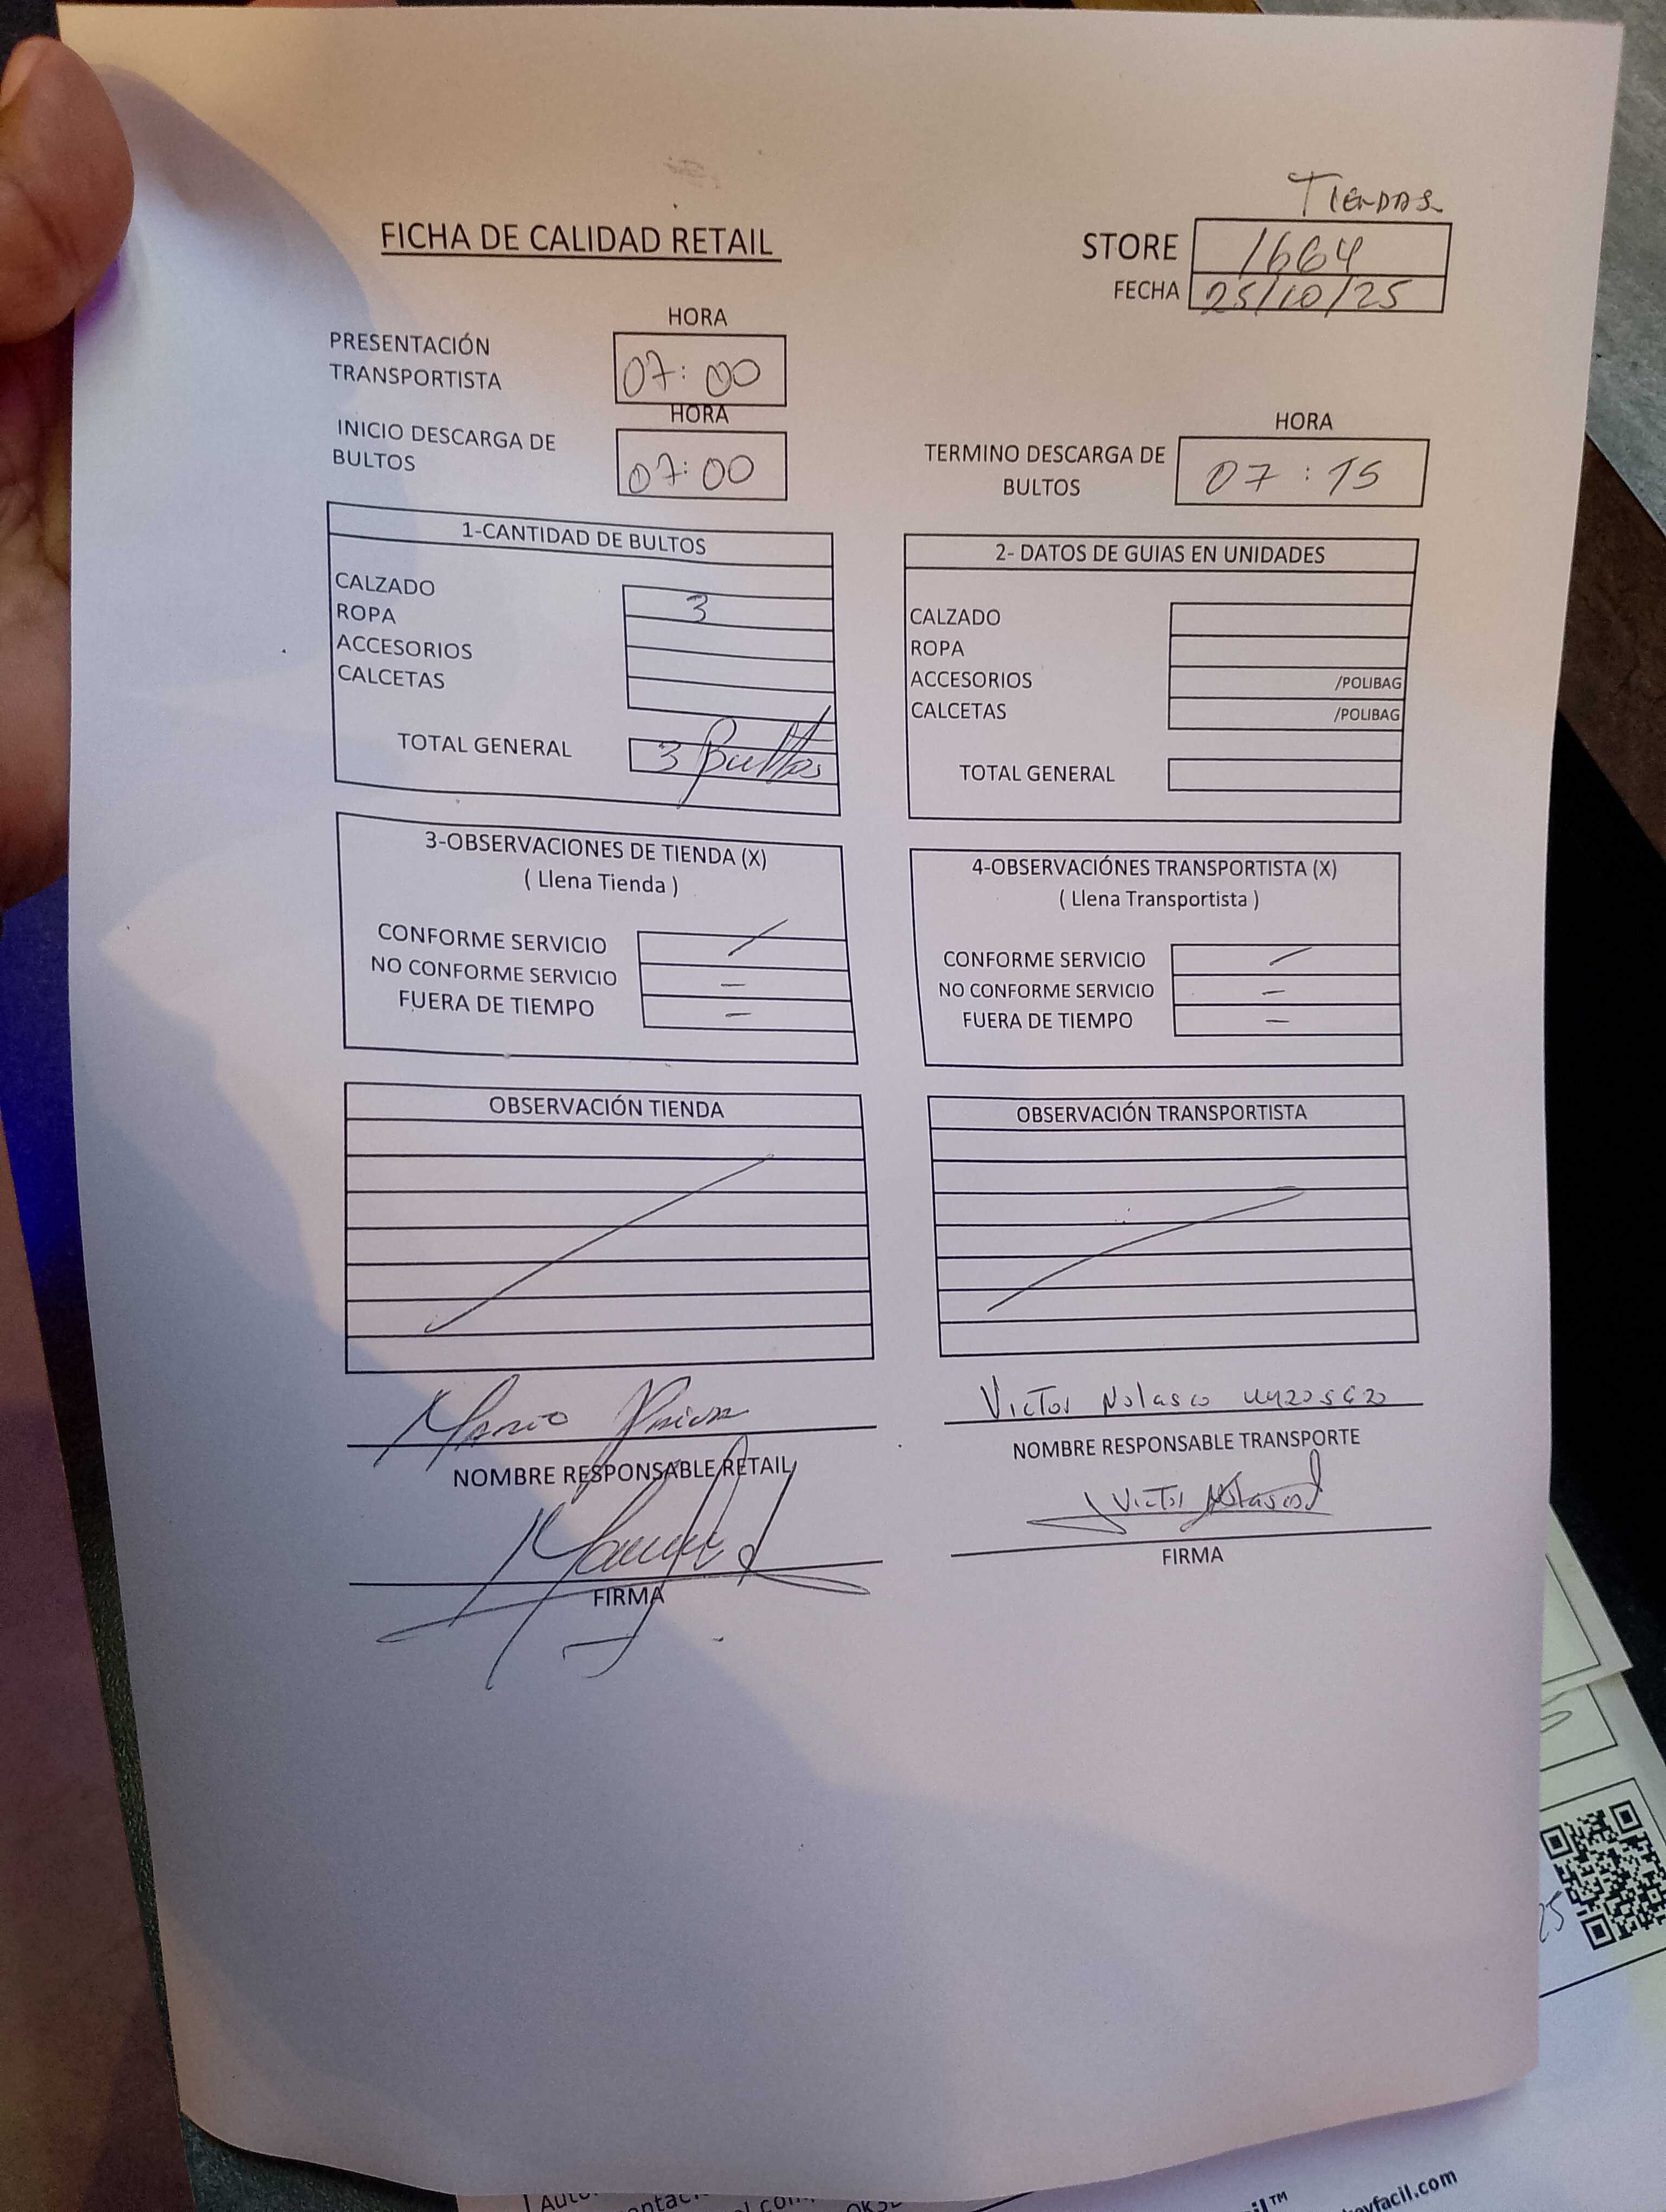 TIENDAS
FICHA DE CALIDAD RETAIL
STORE 1664
FECHA 25/10/25
HORA
PRESENTACIÓN TRANSPORTISTA 07:00
HORA
INICIO DESCARGA DE BULTOS 07:00
HORA
TERMINO DESCARGA DE BULTOS 07:15
1-CANTIDAD DE BULTOS
CALZADO 3
ROPA
ACCESORIOS
CALCETAS
TOTAL GENERAL 3 Bultos
2- DATOS DE GUIAS EN UNIDADES
CALZADO
ROPA
ACCESORIOS /POLIBAG
CALCETAS /POLIBAG
TOTAL GENERAL
3-OBSERVACIONES DE TIENDA (X)
( Llena Tienda )
CONFORME SERVICIO /
NO CONFORME SERVICIO –
FUERA DE TIEMPO –
4-OBSERVACIÓNES TRANSPORTISTA (X)
( Llena Transportista )
CONFORME SERVICIO /
NO CONFORME SERVICIO –
FUERA DE TIEMPO –
OBSERVACIÓN TIENDA
OBSERVACIÓN TRANSPORTISTA
Mario
NOMBRE RESPONSABLE RETAIL
FIRMA
Victor Nolasco
NOMBRE RESPONSABLE TRANSPORTE
Victor Nolasco
FIRMA
25